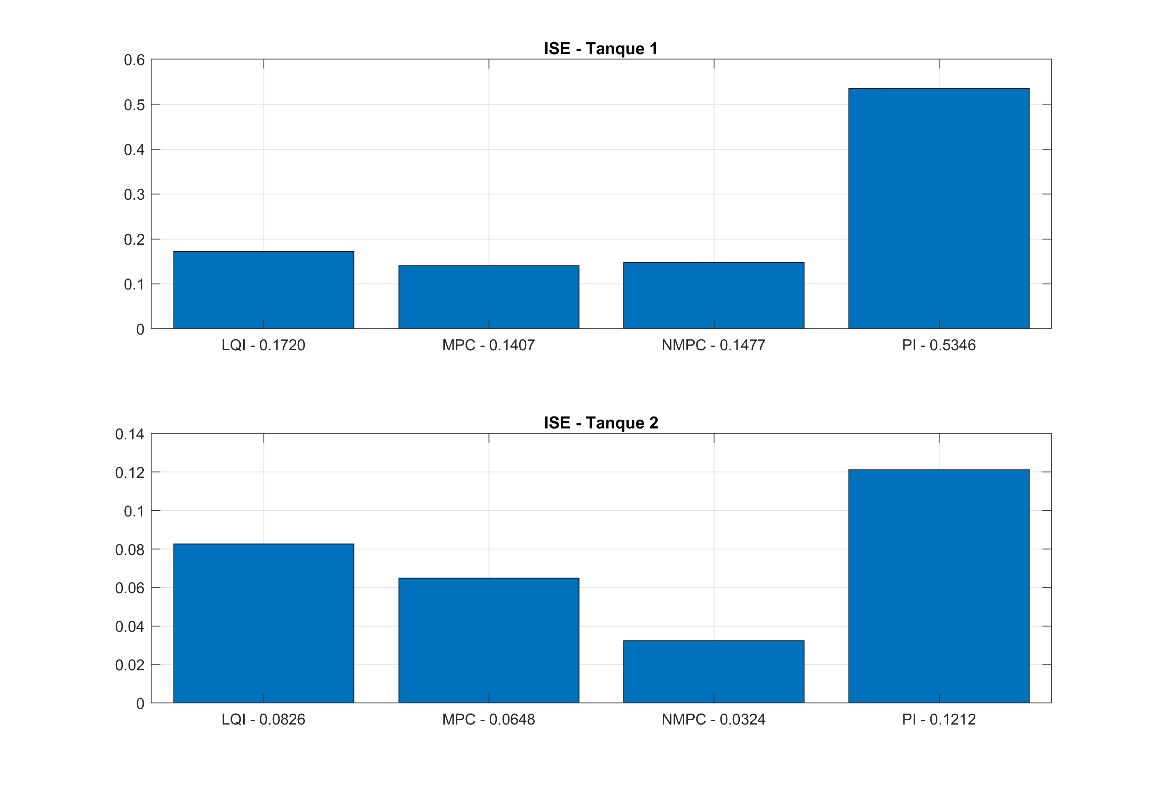 ISE - Tanque 1
0.6
0.5
0.4
0.3
0.2
0.1
0
LQI - 0.1720
MPC - 0.1407
NMPC - 0.1477
PI - 0.5346
ISE - Tanque 2
0.14
0.12
0.1
0.08
0.06
0.04
0.02
0
LQI - 0.0826
MPC - 0.0648
NMPC - 0.0324
PI - 0.1212